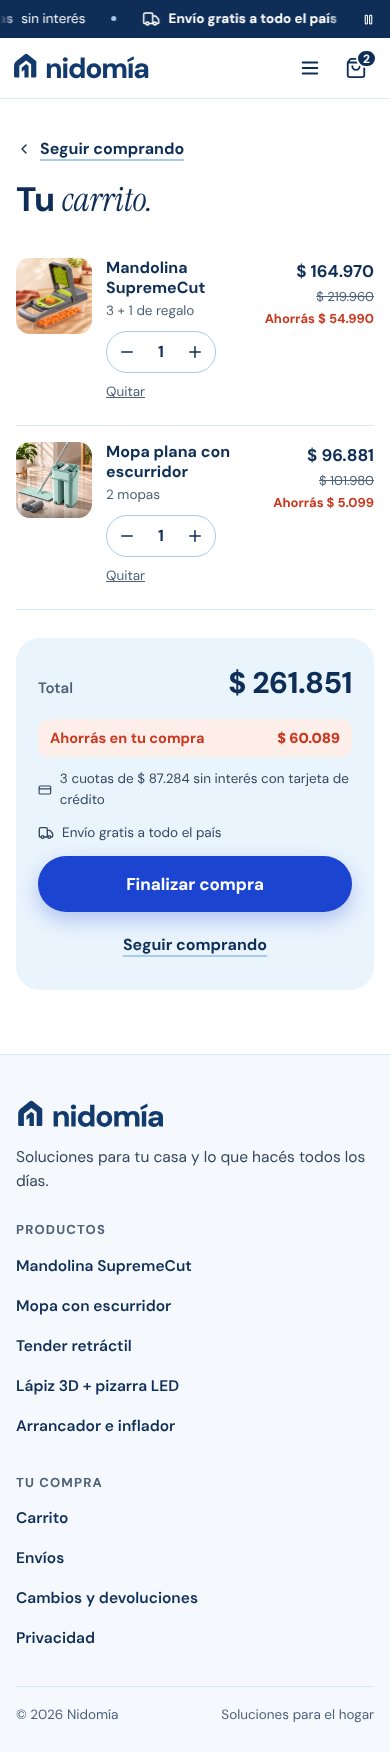 as sin interés • Envío gratis a todo el país
nidomía
2
Seguir comprando
Tu carrito.
Mandolina
SupremeCut
3 + 1 de regalo
$ 164.970
$ 219.960
Ahorrás $ 54.990
− 1 +
Quitar
Mopa plana con
escurridor
2 mopas
$ 96.881
$ 101.980
Ahorrás $ 5.099
− 1 +
Quitar
Total $ 261.851
Ahorrás en tu compra $ 60.089
3 cuotas de $ 87.284 sin interés con tarjeta de
crédito
Envío gratis a todo el país
Finalizar compra
Seguir comprando
nidomía
Soluciones para tu casa y lo que hacés todos los
días.
PRODUCTOS
Mandolina SupremeCut
Mopa con escurridor
Tender retráctil
Lápiz 3D + pizarra LED
Arrancador e inflador
TU COMPRA
Carrito
Envíos
Cambios y devoluciones
Privacidad
© 2026 Nidomía Soluciones para el hogar